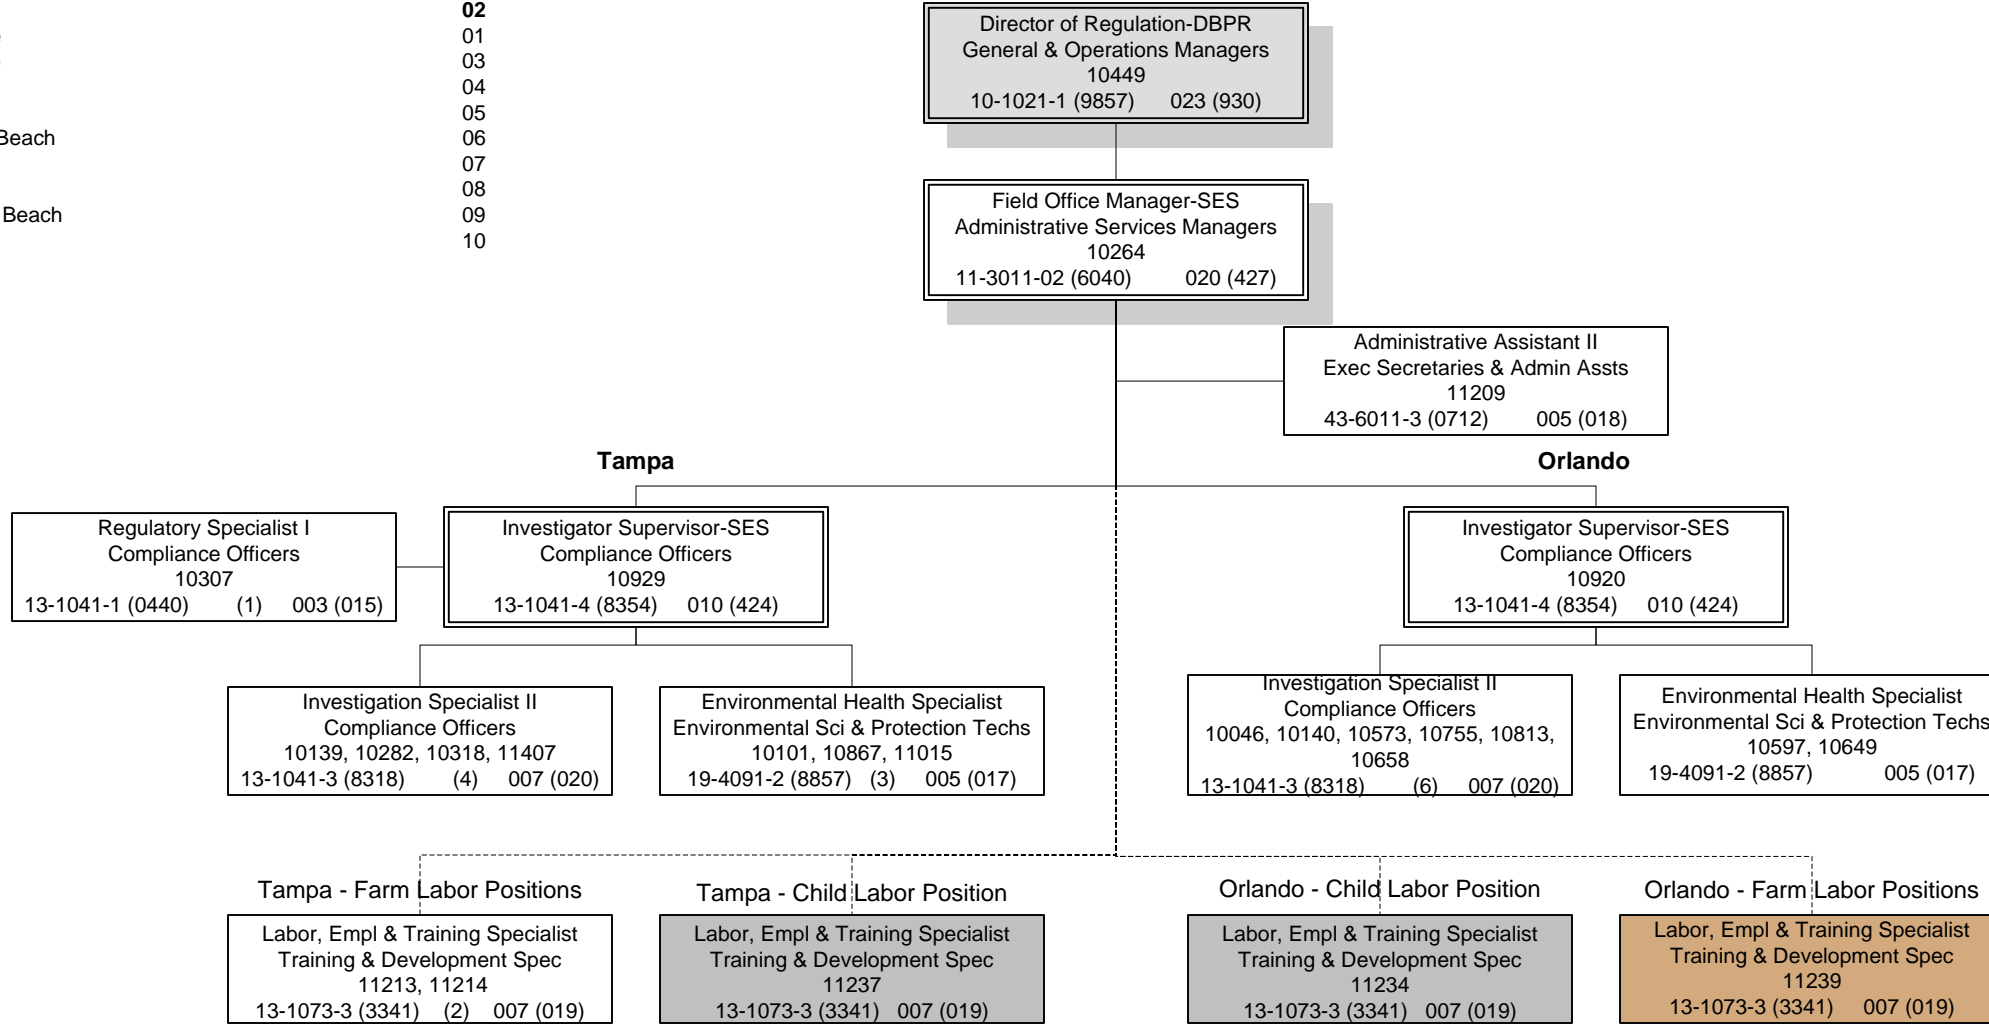 02
01
03
04
05
Beach 06
07
08
Beach 09
10
Director of Regulation-DBPR
General & Operations Managers
10449
10-1021-1 (9857) 023 (930)
Field Office Manager-SES
Administrative Services Managers
10264
11-3011-02 (6040) 020 (427)
Administrative Assistant II
Exec Secretaries & Admin Assts
11209
43-6011-3 (0712) 005 (018)
Tampa
Orlando
Regulatory Specialist I
Compliance Officers
10307
13-1041-1 (0440) (1) 003 (015)
Investigator Supervisor-SES
Compliance Officers
10929
13-1041-4 (8354) 010 (424)
Investigator Supervisor-SES
Compliance Officers
10920
13-1041-4 (8354) 010 (424)
Investigation Specialist II
Compliance Officers
10139, 10282, 10318, 11407
13-1041-3 (8318) (4) 007 (020)
Environmental Health Specialist
Environmental Sci & Protection Techs
10101, 10867, 11015
19-4091-2 (8857) (3) 005 (017)
Investigation Specialist II
Compliance Officers
10046, 10140, 10573, 10755, 10813,
10658
13-1041-3 (8318) (6) 007 (020)
Environmental Health Specialist
Environmental Sci & Protection Techs
10597, 10649
19-4091-2 (8857) 005 (017)
Tampa - Farm Labor Positions
Labor, Empl & Training Specialist
Training & Development Spec
11213, 11214
13-1073-3 (3341) (2) 007 (019)
Tampa - Child Labor Position
Labor, Empl & Training Specialist
Training & Development Spec
11237
13-1073-3 (3341) 007 (019)
Orlando - Child Labor Position
Labor, Empl & Training Specialist
Training & Development Spec
11234
13-1073-3 (3341) 007 (019)
Orlando - Farm Labor Positions
Labor, Empl & Training Specialist
Training & Development Spec
11239
13-1073-3 (3341) 007 (019)